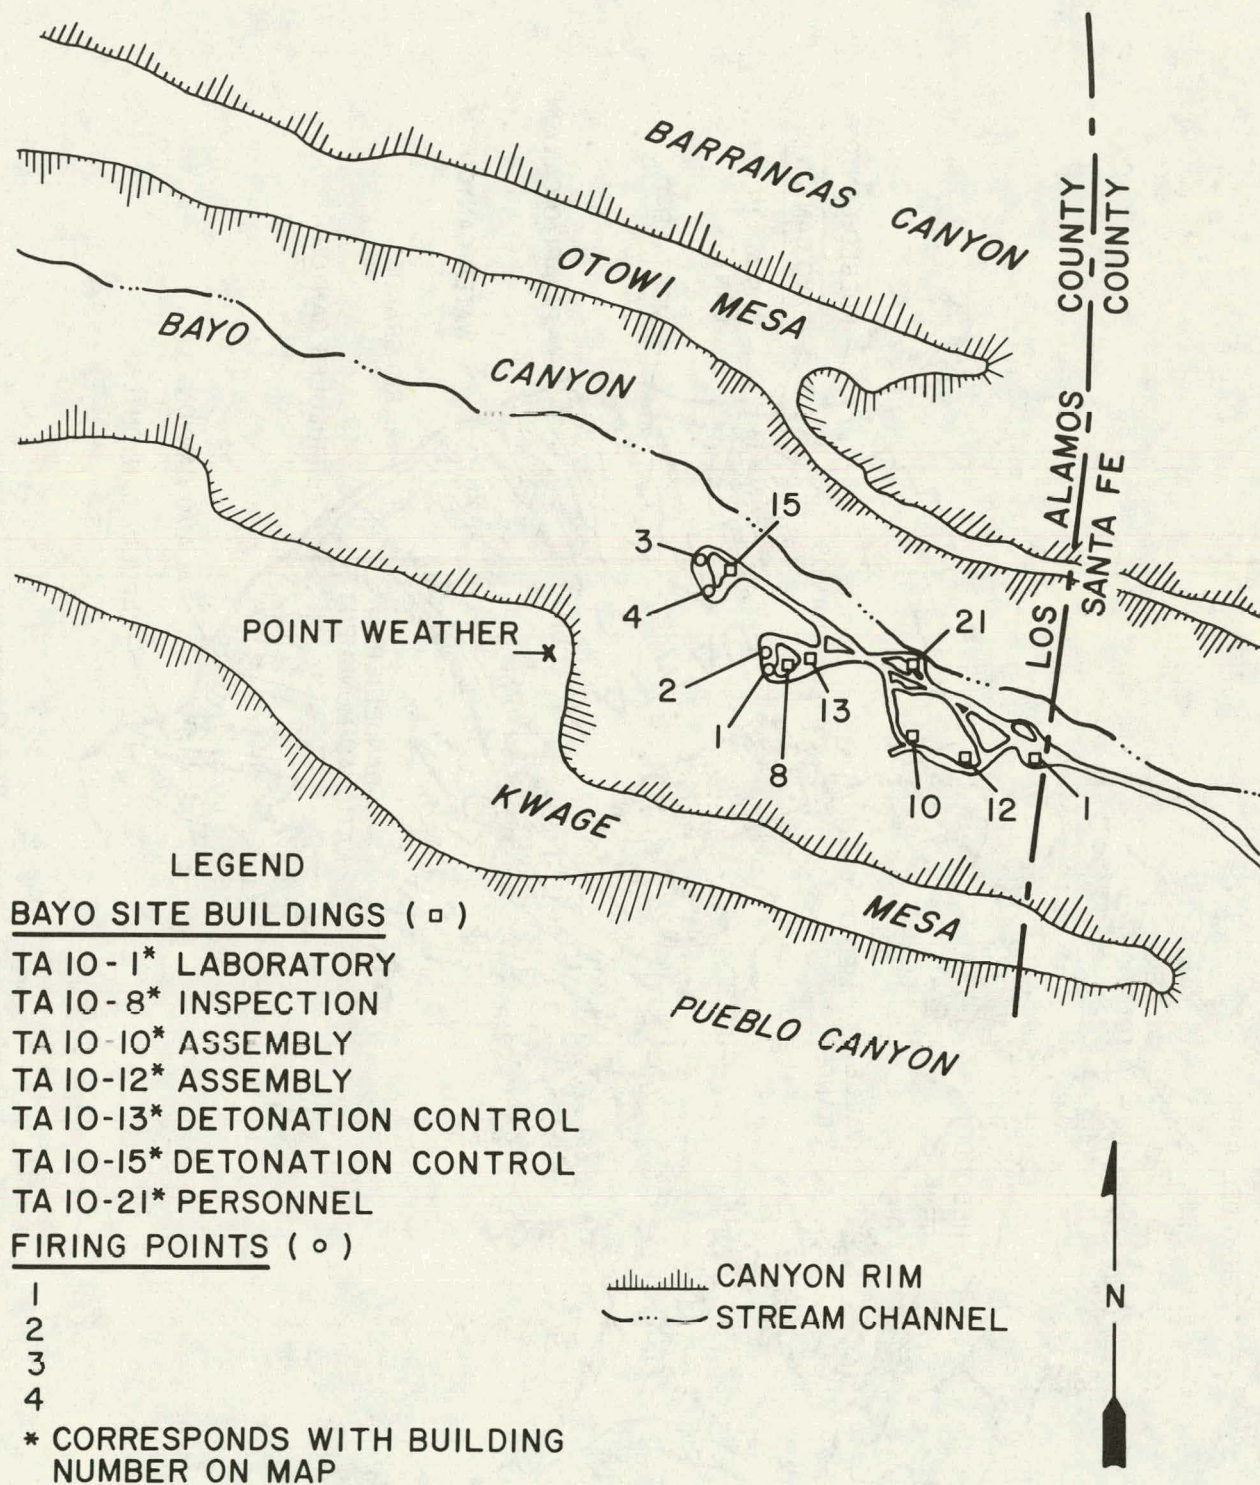 BARRANCAS CANYON
OTOWI MESA
BAYO CANYON
LOS ALAMOS COUNTY
SANTA FE COUNTY
15
3
4
POINT WEATHER
X
21
2
1
13
8
10
12
1
KWAGE MESA
PUEBLO CANYON
LEGEND
BAYO SITE BUILDINGS (□)
TA 10-1* LABORATORY
TA 10-8* INSPECTION
TA 10-10* ASSEMBLY
TA 10-12* ASSEMBLY
TA 10-13* DETONATION CONTROL
TA 10-15* DETONATION CONTROL
TA 10-21* PERSONNEL
FIRING POINTS (○)
1
2
3
4
* CORRESPONDS WITH BUILDING
NUMBER ON MAP
CANYON RIM
STREAM CHANNEL
N